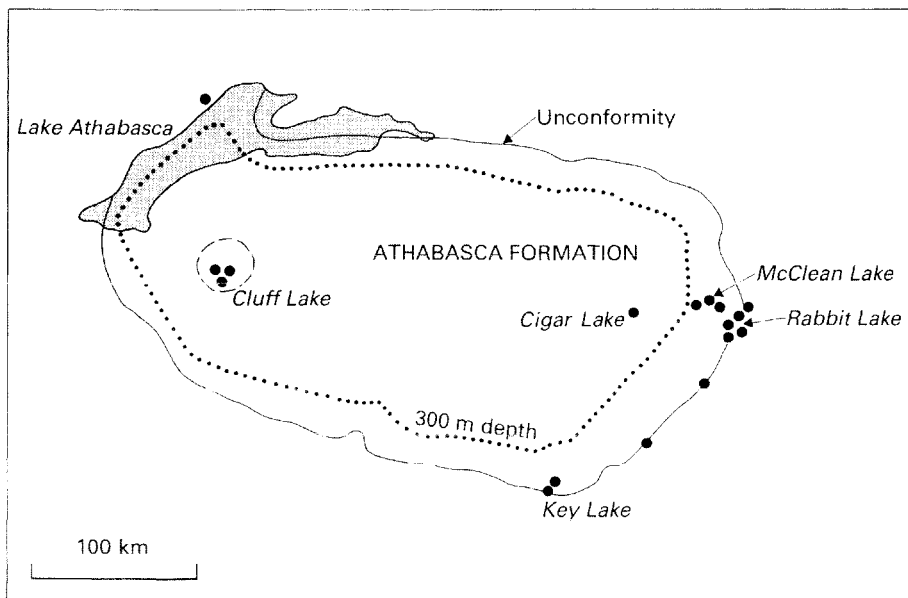 Lake Athabasca
Unconformity
ATHABASCA FORMATION
McClean Lake
Cluff Lake
Cigar Lake
Rabbit Lake
300 m depth
Key Lake
100 km